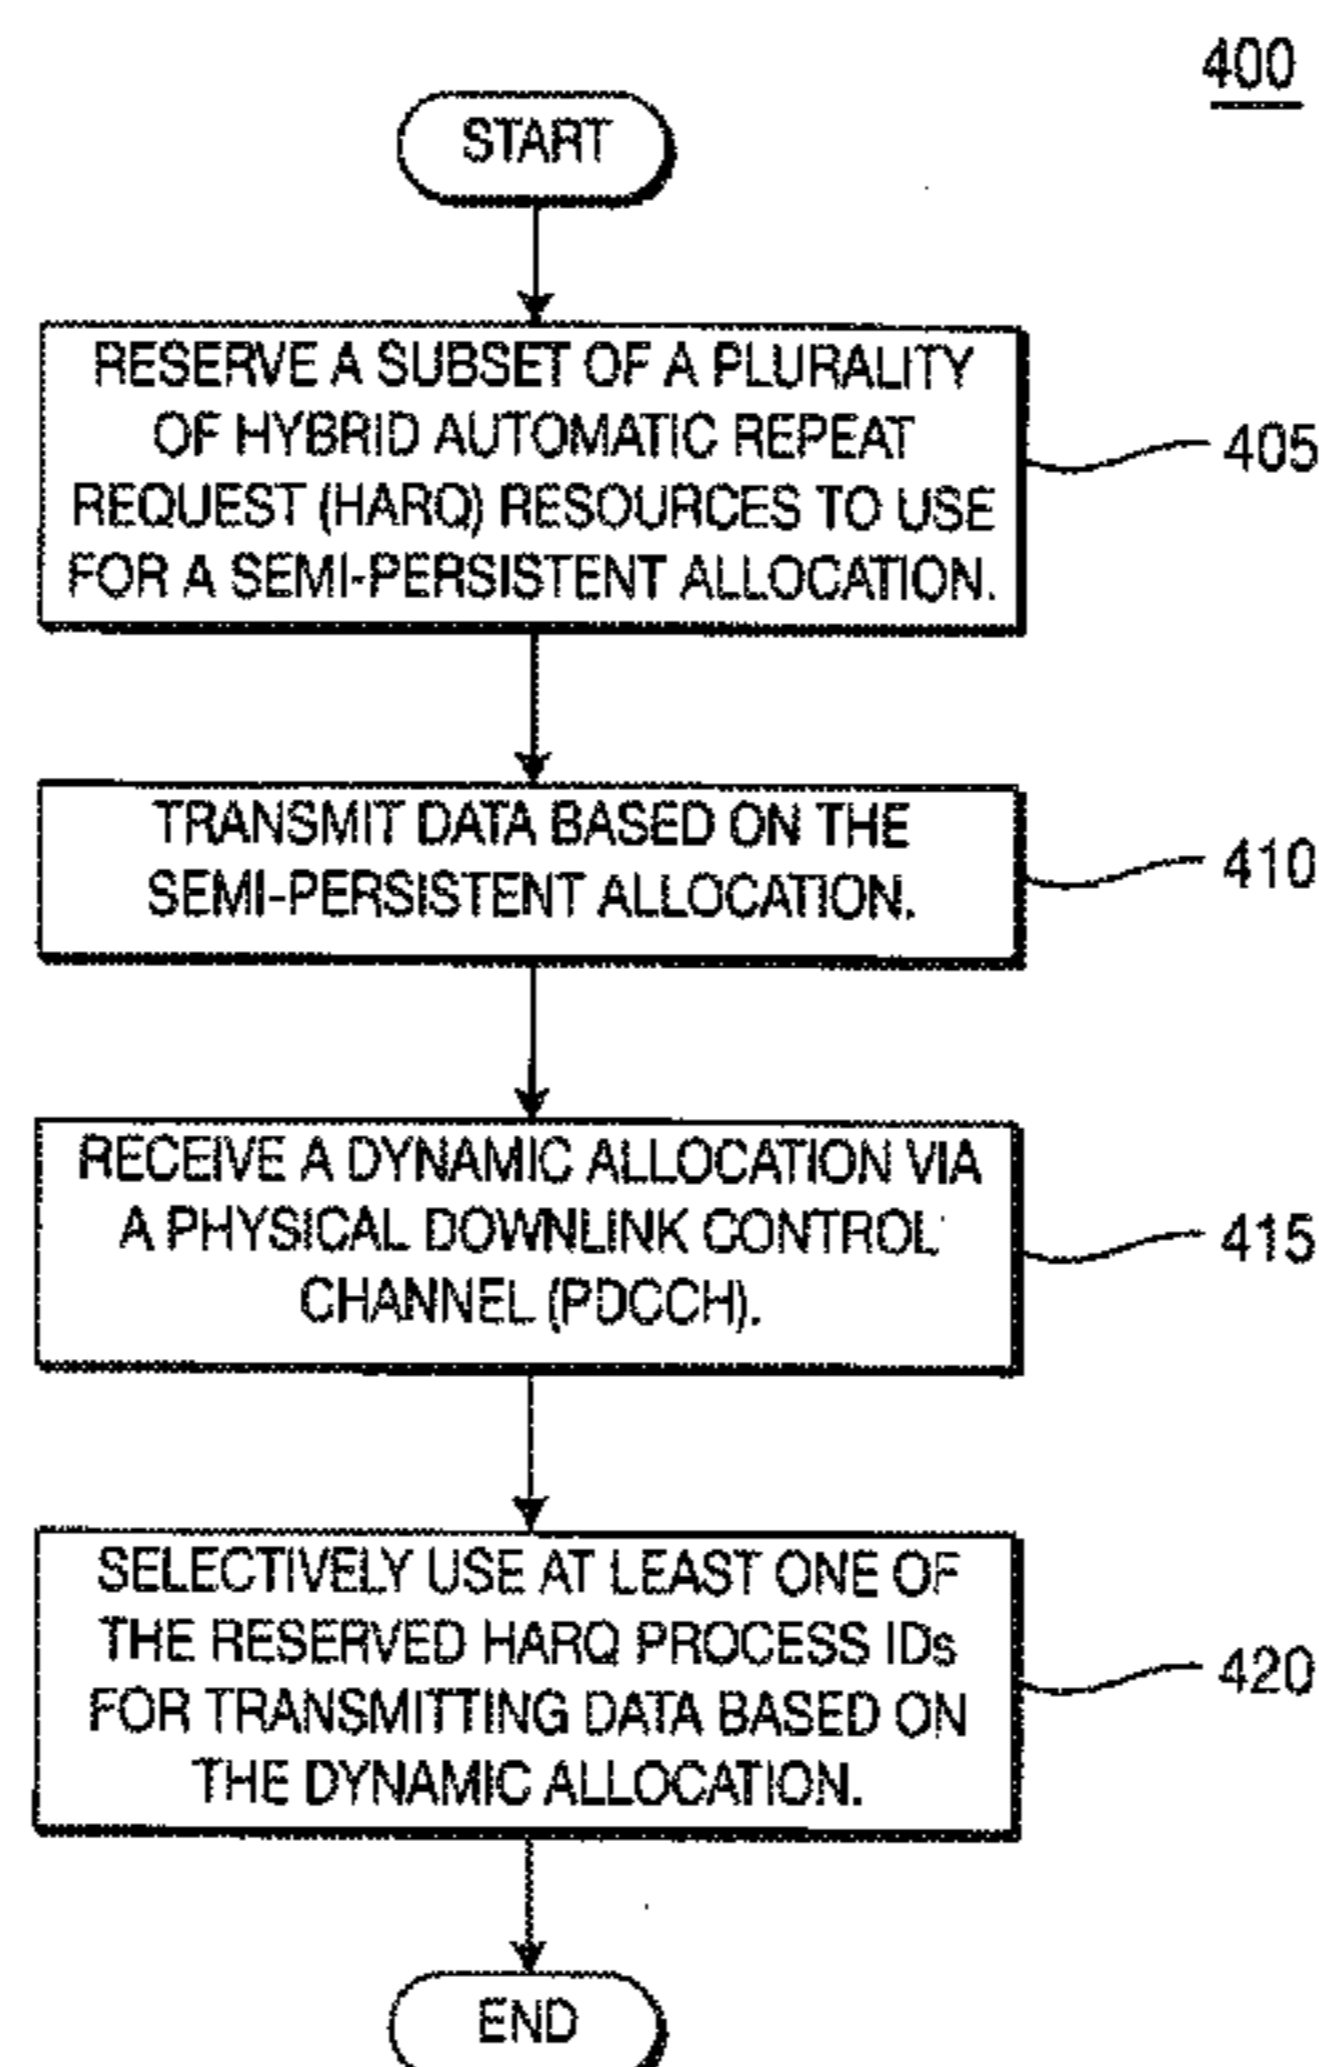 400
START
RESERVE A SUBSET OF A PLURALITY
OF HYBRID AUTOMATIC REPEAT
REQUEST (HARQ) RESOURCES TO USE
FOR A SEMI-PERSISTENT ALLOCATION.
405
TRANSMIT DATA BASED ON THE
SEMI-PERSISTENT ALLOCATION.
410
RECEIVE A DYNAMIC ALLOCATION VIA
A PHYSICAL DOWNLINK CONTROL
CHANNEL (PDCCH).
415
SELECTIVELY USE AT LEAST ONE OF
THE RESERVED HARQ PROCESS IDs
FOR TRANSMITTING DATA BASED ON
THE DYNAMIC ALLOCATION.
420
END